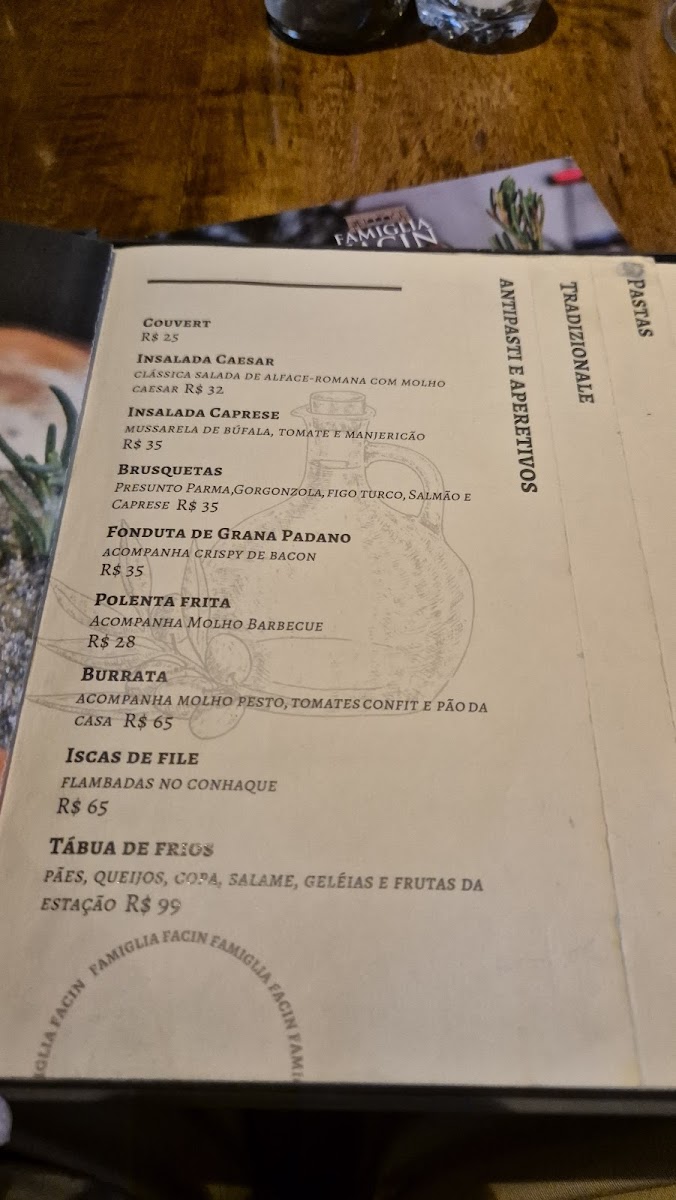 FAMIGLIA
COUVERT
R$ 25
INSALADA CAESAR
CLÁSSICA SALADA DE ALFACE-ROMANA COM MOLHO
CAESAR R$ 32
INSALADA CAPRESE
MUSSARELA DE BÚFALA, TOMATE E MANJERICÃO
R$ 35
BRUSQUETAS
PRESUNTO PARMA,GORGONZOLA, FIGO TURCO, SALMÃO E
CAPRESE R$ 35
FONDUTA DE GRANA PADANO
ACOMPANHA CRISPY DE BACON
R$ 35
POLENTA FRITA
ACOMPANHA MOLHO BARBECUE
R$ 28
BURRATA
ACOMPANHA MOLHO PESTO, TOMATES CONFIT E PÃO DA
CASA R$ 65
ISCAS DE FILE
FLAMBADAS NO CONHAQUE
R$ 65
TÁBUA DE FRIOS
PÃES, QUEIJOS, COPA, SALAME, GELÉIAS E FRUTAS DA
ESTAÇÃO R$ 99
FAMIGLIA FACIN FAMIGLIA FACIN
ANTIPASTI E APERETIVOS
TRADIZIONALE
PASTAS